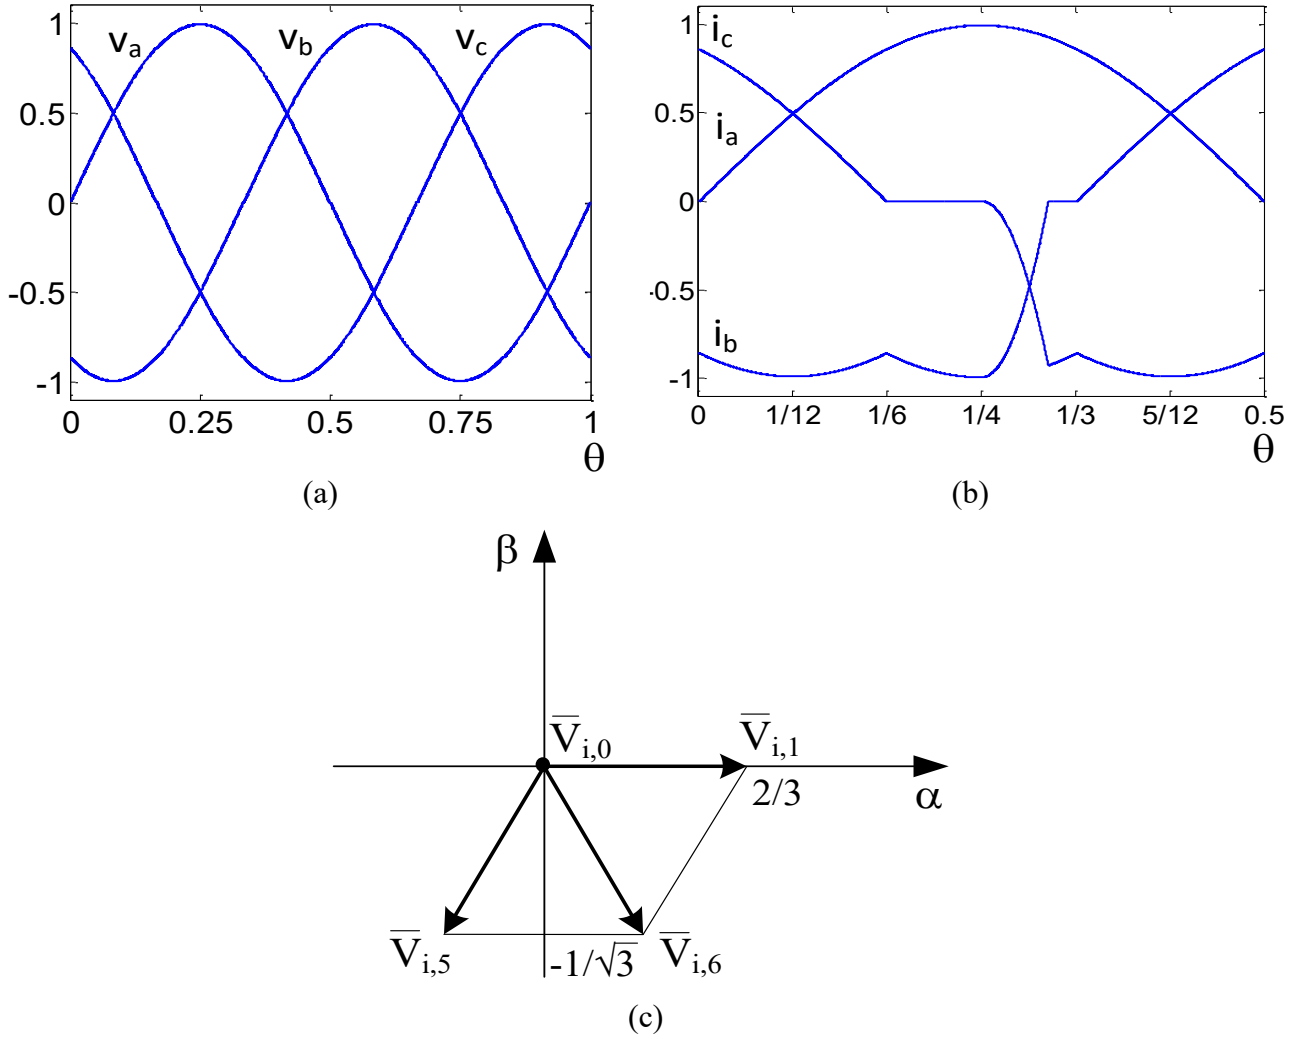 1
0.5
0
-0.5
-1
v_a
v_b
v_c
0
0.25
0.5
0.75
1
θ
(a)
1
0.5
0
-0.5
-1
i_c
i_a
i_b
0
1/12
1/6
1/4
1/3
5/12
0.5
θ
(b)
β
V̅_i,0
V̅_i,1
2/3
α
V̅_i,5
-1/√3
V̅_i,6
(c)